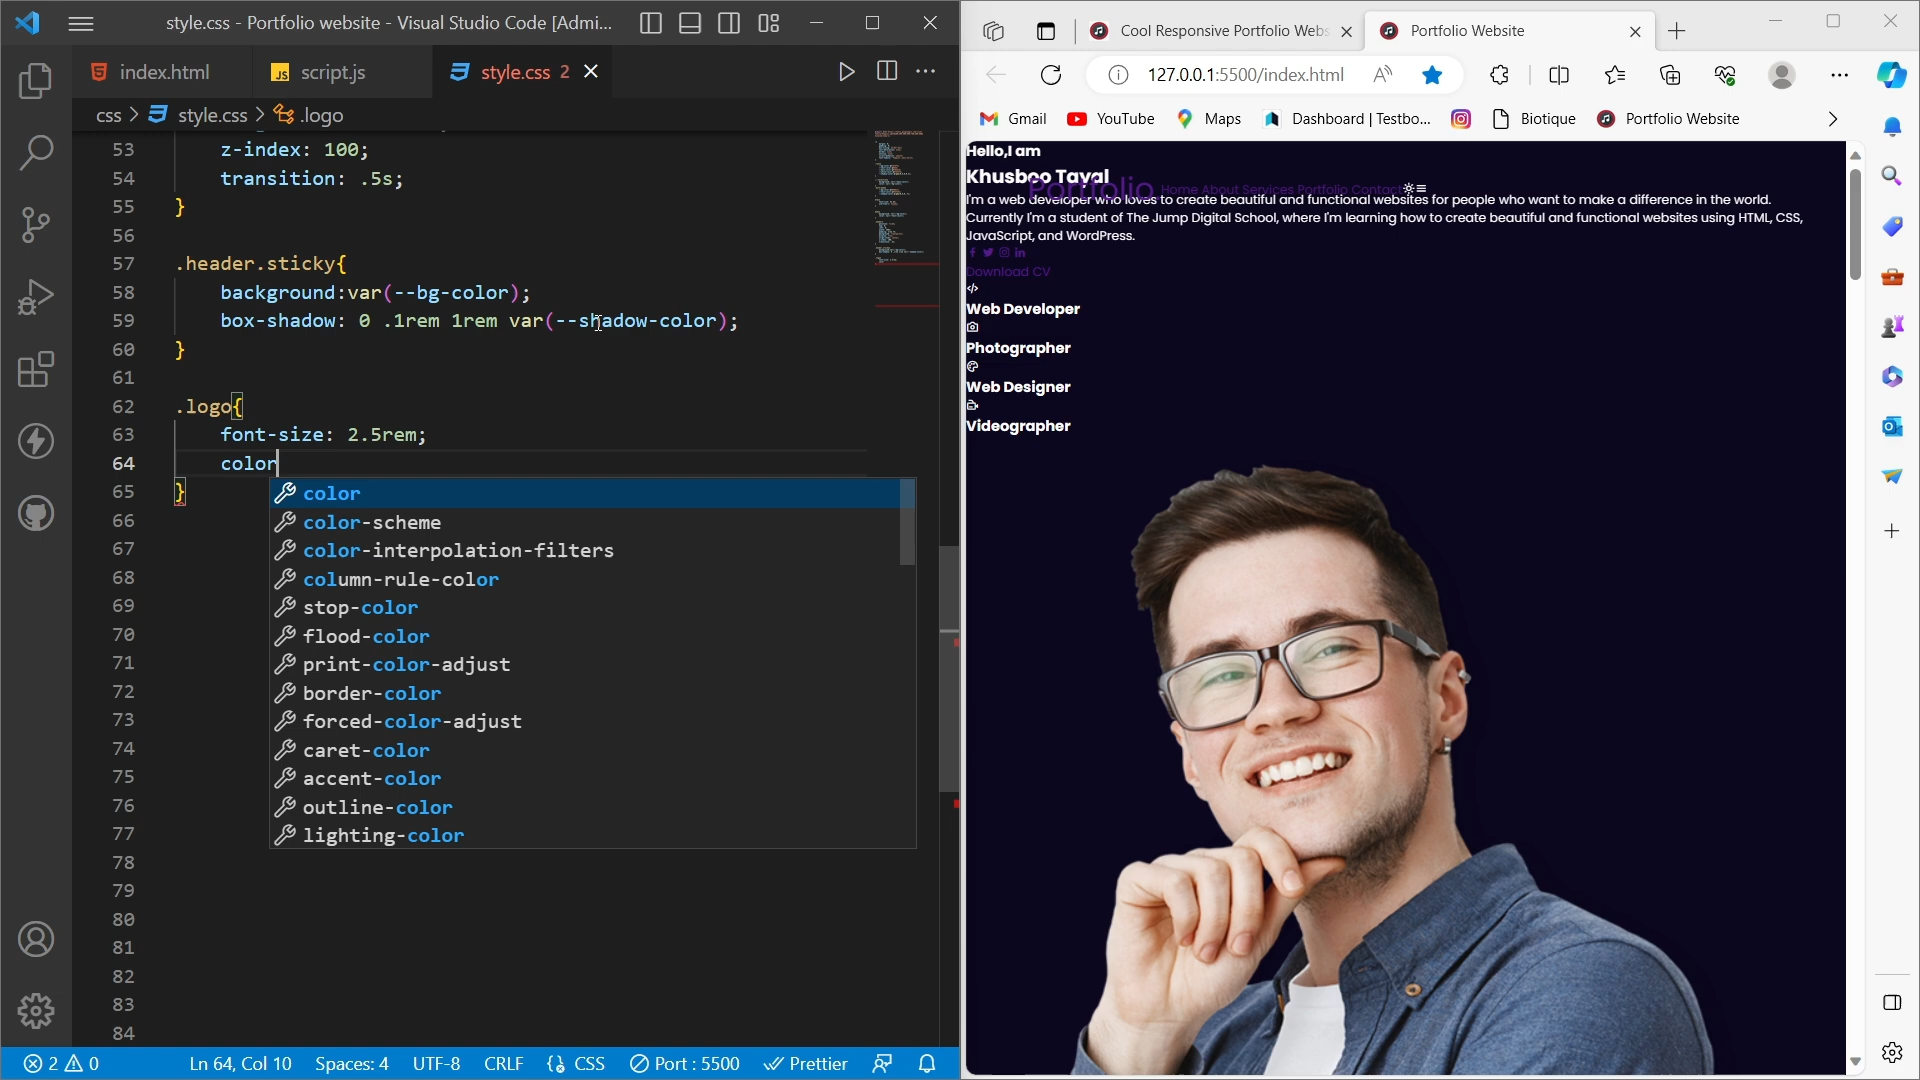 style.css - Portfolio website - Visual Studio Code [Admi...
index.html
JS script.js
style.css 2
css > style.css > .logo
53 z-index: 100;
54 transition: .5s;
55 }
56
57 .header.sticky{
58 background:var(--bg-color);
59 box-shadow: 0 .1rem 1rem var(--shadow-color);
60 }
61
62 .logo{
63 font-size: 2.5rem;
64 color
65 }
66
67
68
69
70
71
72
73
74
75
76
77
78
79
80
81
82
83
84
color
color-scheme
color-interpolation-filters
column-rule-color
stop-color
flood-color
print-color-adjust
border-color
forced-color-adjust
caret-color
accent-color
outline-color
lighting-color
2 0
Ln 64, Col 10
Spaces: 4
UTF-8
CRLF
CSS
Port : 5500
Prettier
Cool Responsive Portfolio Webs
Portfolio Website
127.0.0.1:5500/index.html
Gmail
YouTube
Maps
Dashboard | Testbo...
Biotique
Portfolio Website
Hello,I am
Khusboo Tayal
Portfolio Home About Services Portfolio Contact
I'm a web developer who loves to create beautiful and functional websites for people who want to make a difference in the world.
Currently I'm a student of The Jump Digital School, where I'm learning how to create beautiful and functional websites using HTML, CSS,
JavaScript, and WordPress.
Download CV
Web Developer
Photographer
Web Designer
Videographer